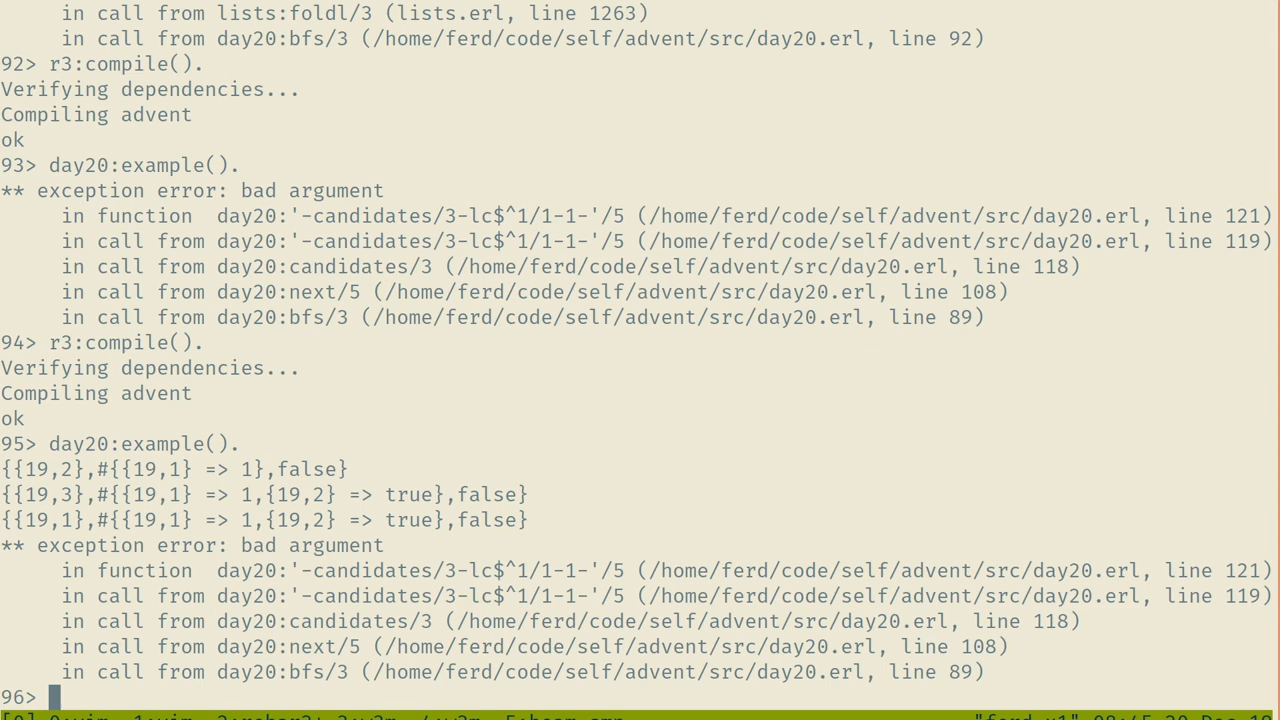 in call from lists:foldl/3 (lists.erl, line 1263)
in call from day20:bfs/3 (/home/ferd/code/self/advent/src/day20.erl, line 92)
92> r3:compile().
Verifying dependencies...
Compiling advent
ok
93> day20:example().
** exception error: bad argument
in function  day20:'-candidates/3-lc$^1/1-1-'/5 (/home/ferd/code/self/advent/src/day20.erl, line 121)
in call from day20:'-candidates/3-lc$^1/1-1-'/5 (/home/ferd/code/self/advent/src/day20.erl, line 119)
in call from day20:candidates/3 (/home/ferd/code/self/advent/src/day20.erl, line 118)
in call from day20:next/5 (/home/ferd/code/self/advent/src/day20.erl, line 108)
in call from day20:bfs/3 (/home/ferd/code/self/advent/src/day20.erl, line 89)
94> r3:compile().
Verifying dependencies...
Compiling advent
ok
95> day20:example().
{{19,2},#{{19,1} => 1},false}
{{19,3},#{{19,1} => 1,{19,2} => true},false}
{{19,1},#{{19,1} => 1,{19,2} => true},false}
** exception error: bad argument
in function  day20:'-candidates/3-lc$^1/1-1-'/5 (/home/ferd/code/self/advent/src/day20.erl, line 121)
in call from day20:'-candidates/3-lc$^1/1-1-'/5 (/home/ferd/code/self/advent/src/day20.erl, line 119)
in call from day20:candidates/3 (/home/ferd/code/self/advent/src/day20.erl, line 118)
in call from day20:next/5 (/home/ferd/code/self/advent/src/day20.erl, line 108)
in call from day20:bfs/3 (/home/ferd/code/self/advent/src/day20.erl, line 89)
96>